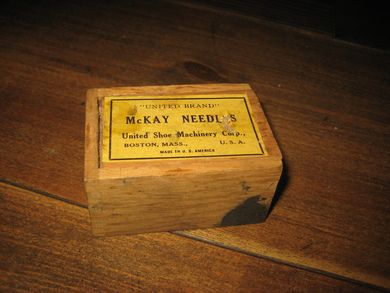 "UNITED BRAND"
McKAY NEEDLES
United Shoe Machinery Corp.,
BOSTON, MASS., U. S. A.
MADE IN U. S. AMERICA